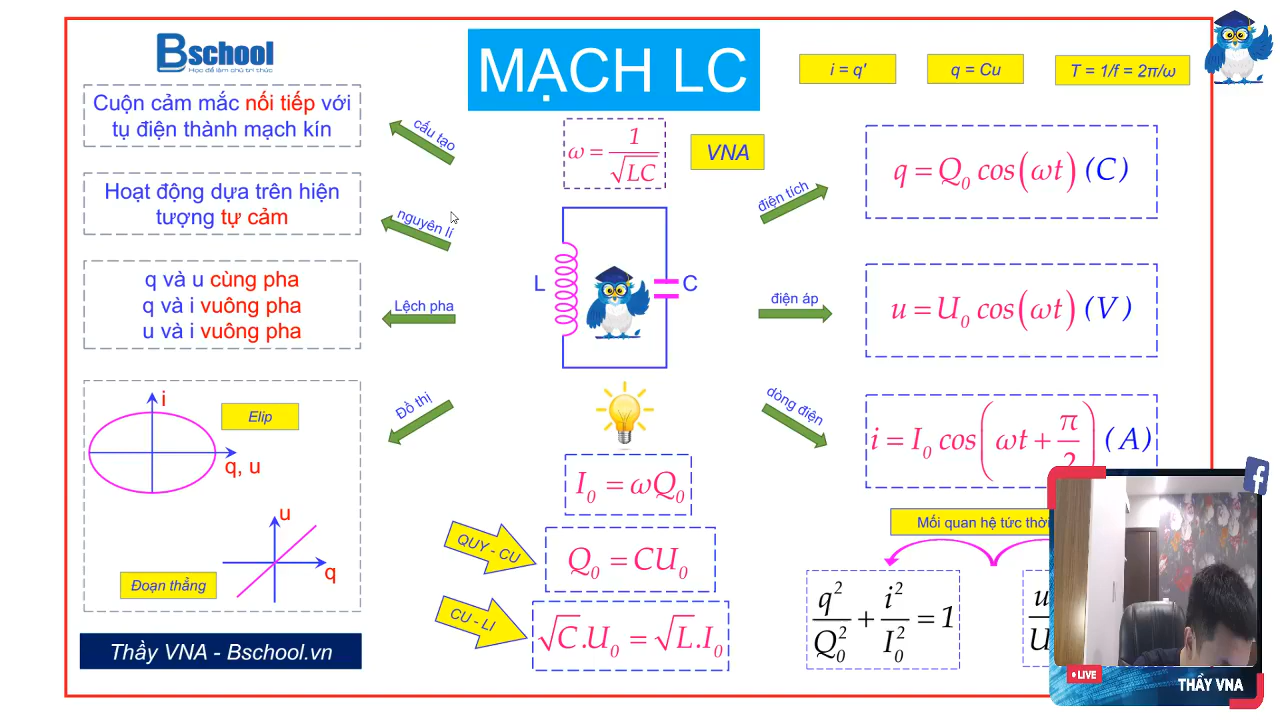 Bschool
Học để làm chủ tri thức
MẠCH LC
i = q'
q = Cu
T = 1/f = 2π/ω
Cuộn cảm mắc nối tiếp với
tụ điện thành mạch kín
cấu tạo
ω = 1/√LC
VNA
Hoạt động dựa trên hiện
tượng tự cảm
nguyên lí
điện tích
q = Q₀ cos(ωt) (C)
q và u cùng pha
q và i vuông pha
u và i vuông pha
Lệch pha
L
C
điện áp
u = U₀ cos(ωt) (V)
Đồ thị
dòng điện
i = I₀ cos(ωt + π/2) (A)
i
Elip
q, u
u
q
Đoạn thẳng
I₀ = ωQ₀
QUY - CU
Q₀ = CU₀
CU - LI
√C.U₀ = √L.I₀
Mối quan hệ tức thời
q²/Q₀² + i²/I₀² = 1
u
U
Thầy VNA - Bschool.vn
LIVE
THẦY VNA